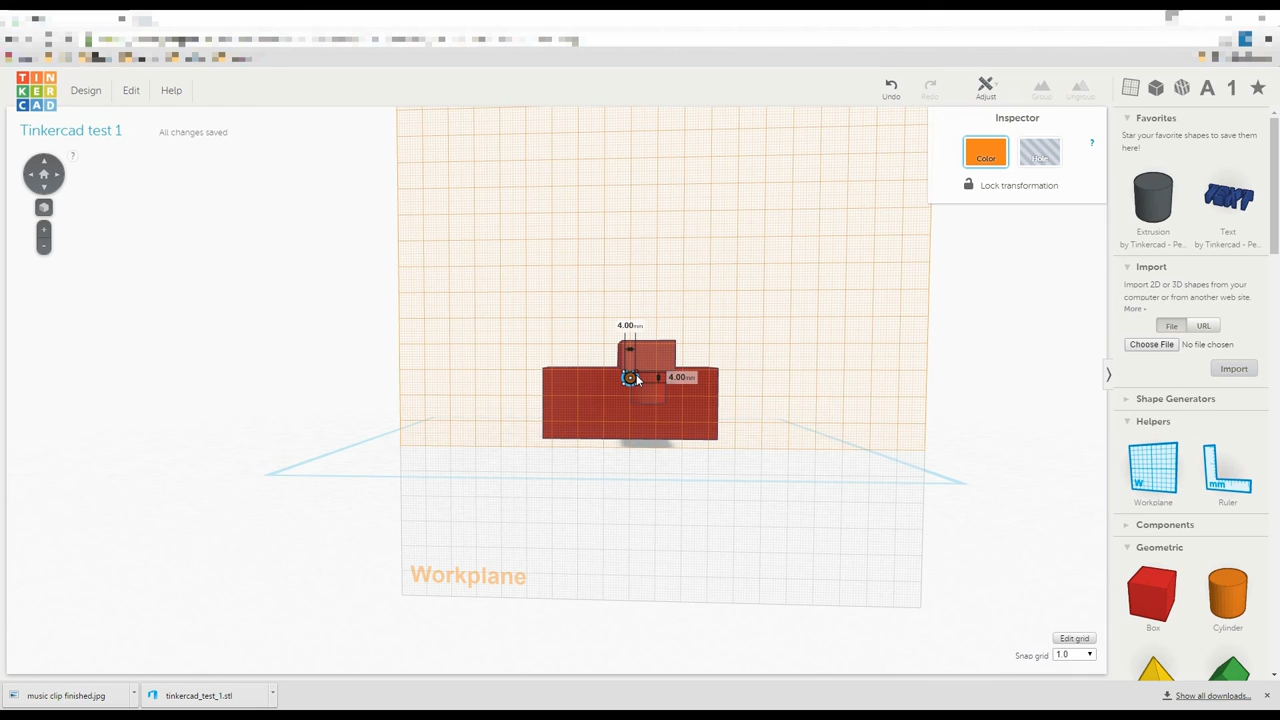 TIN
KER
CAD
Design
Edit
Help
Undo
Redo
Adjust
Group
Ungroup
A
1
Tinkercad test 1
All changes saved
?
+
-
Inspector
Color
Hole
?
Lock transformation
4.00mm
4.00mm
Workplane
Edit grid
Snap grid
1.0
Favorites
Star your favorite shapes to save them
here!
TEXT
Extrusion
Text
by Tinkercad - Pe...
by Tinkercad - Pe...
Import
Import 2D or 3D shapes from your
computer or from another web site.
More
File
URL
Choose File
No file chosen
Import
Shape Generators
Helpers
W
mm
Workplane
Ruler
Components
Geometric
Box
Cylinder
music clip finished.jpg
tinkercad_test_1.stl
Show all downloads...